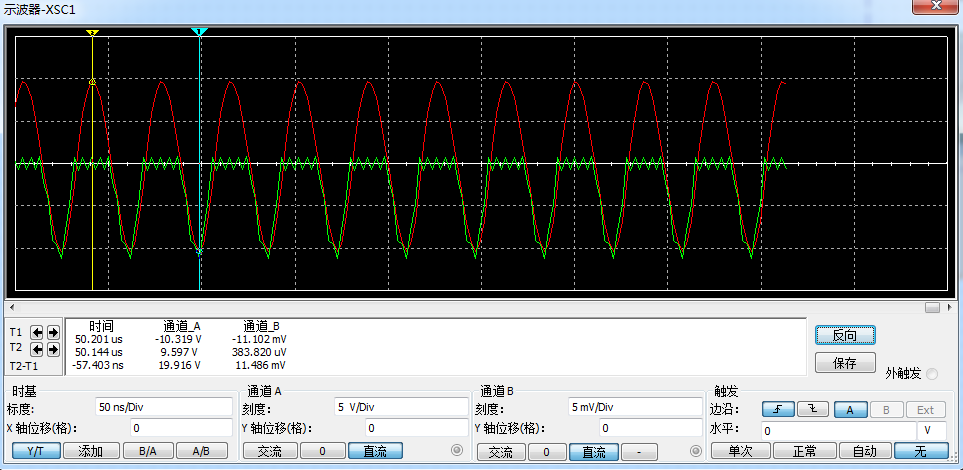 示波器-XSC1
2
1
时间 通道_A 通道_B
T1 50.201 us -10.319 V -11.102 mV
T2 50.144 us 9.597 V 383.820 uV
T2-T1 -57.403 ns 19.916 V 11.486 mV
反向
保存
外触发
时基 通道 A 通道 B 触发
标度: 50 ns/Div 刻度: 5 V/Div 刻度: 5 mV/Div 边沿: A B Ext
X 轴位移(格): 0 Y 轴位移(格): 0 Y 轴位移(格): 0 水平: 0 V
Y/T 添加 B/A A/B 交流 0 直流 交流 0 直流 - 单次 正常 自动 无